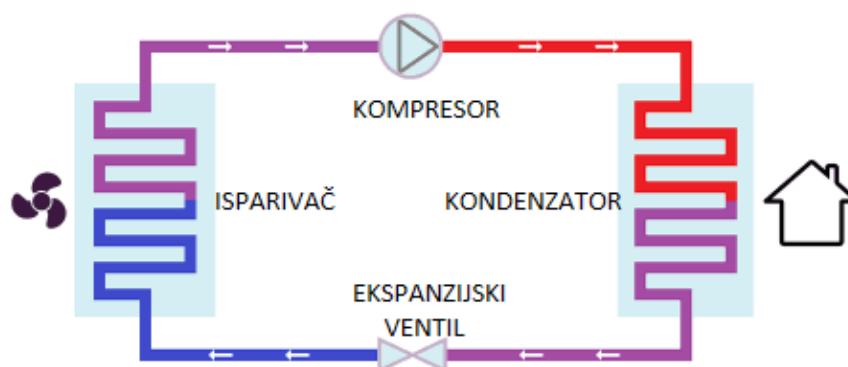 KOMPRESOR
ISPARIVAČ
KONDENZATOR
EKSPANZIJSKI
VENTIL